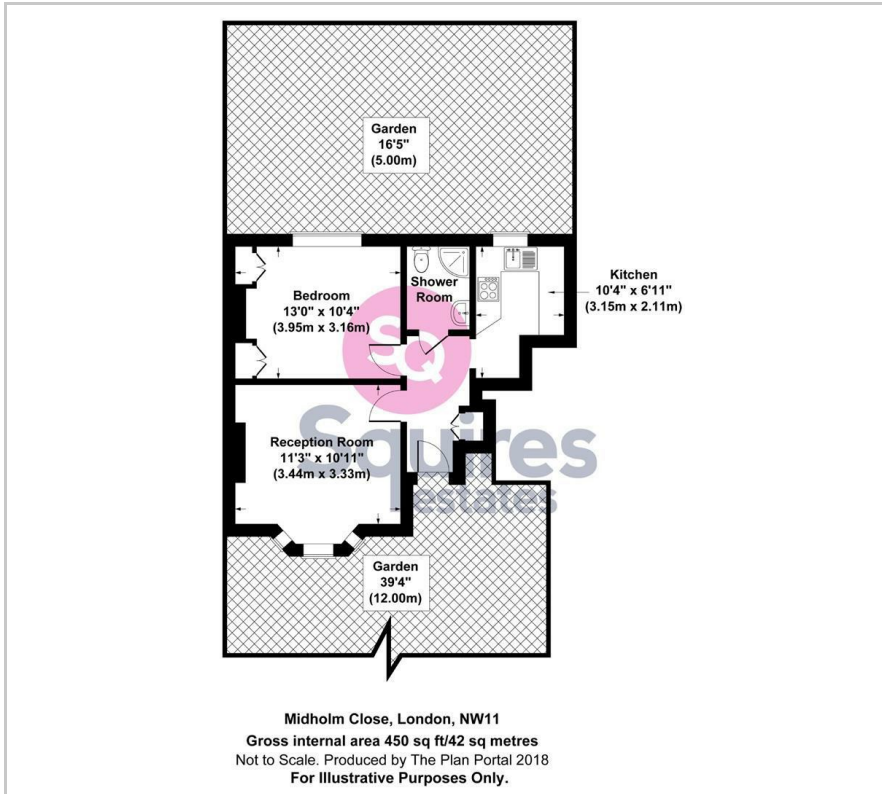 Garden
16'5"
(5.00m)
Shower
Room
Kitchen
10'4" x 6'11"
(3.15m x 2.11m)
Bedroom
13'0" x 10'4"
(3.95m x 3.16m)
SQ
Squires
estates
Reception Room
11'3" x 10'11"
(3.44m x 3.33m)
Garden
39'4"
(12.00m)
Midholm Close, London, NW11
Gross internal area 450 sq ft/42 sq metres
Not to Scale. Produced by The Plan Portal 2018
For Illustrative Purposes Only.